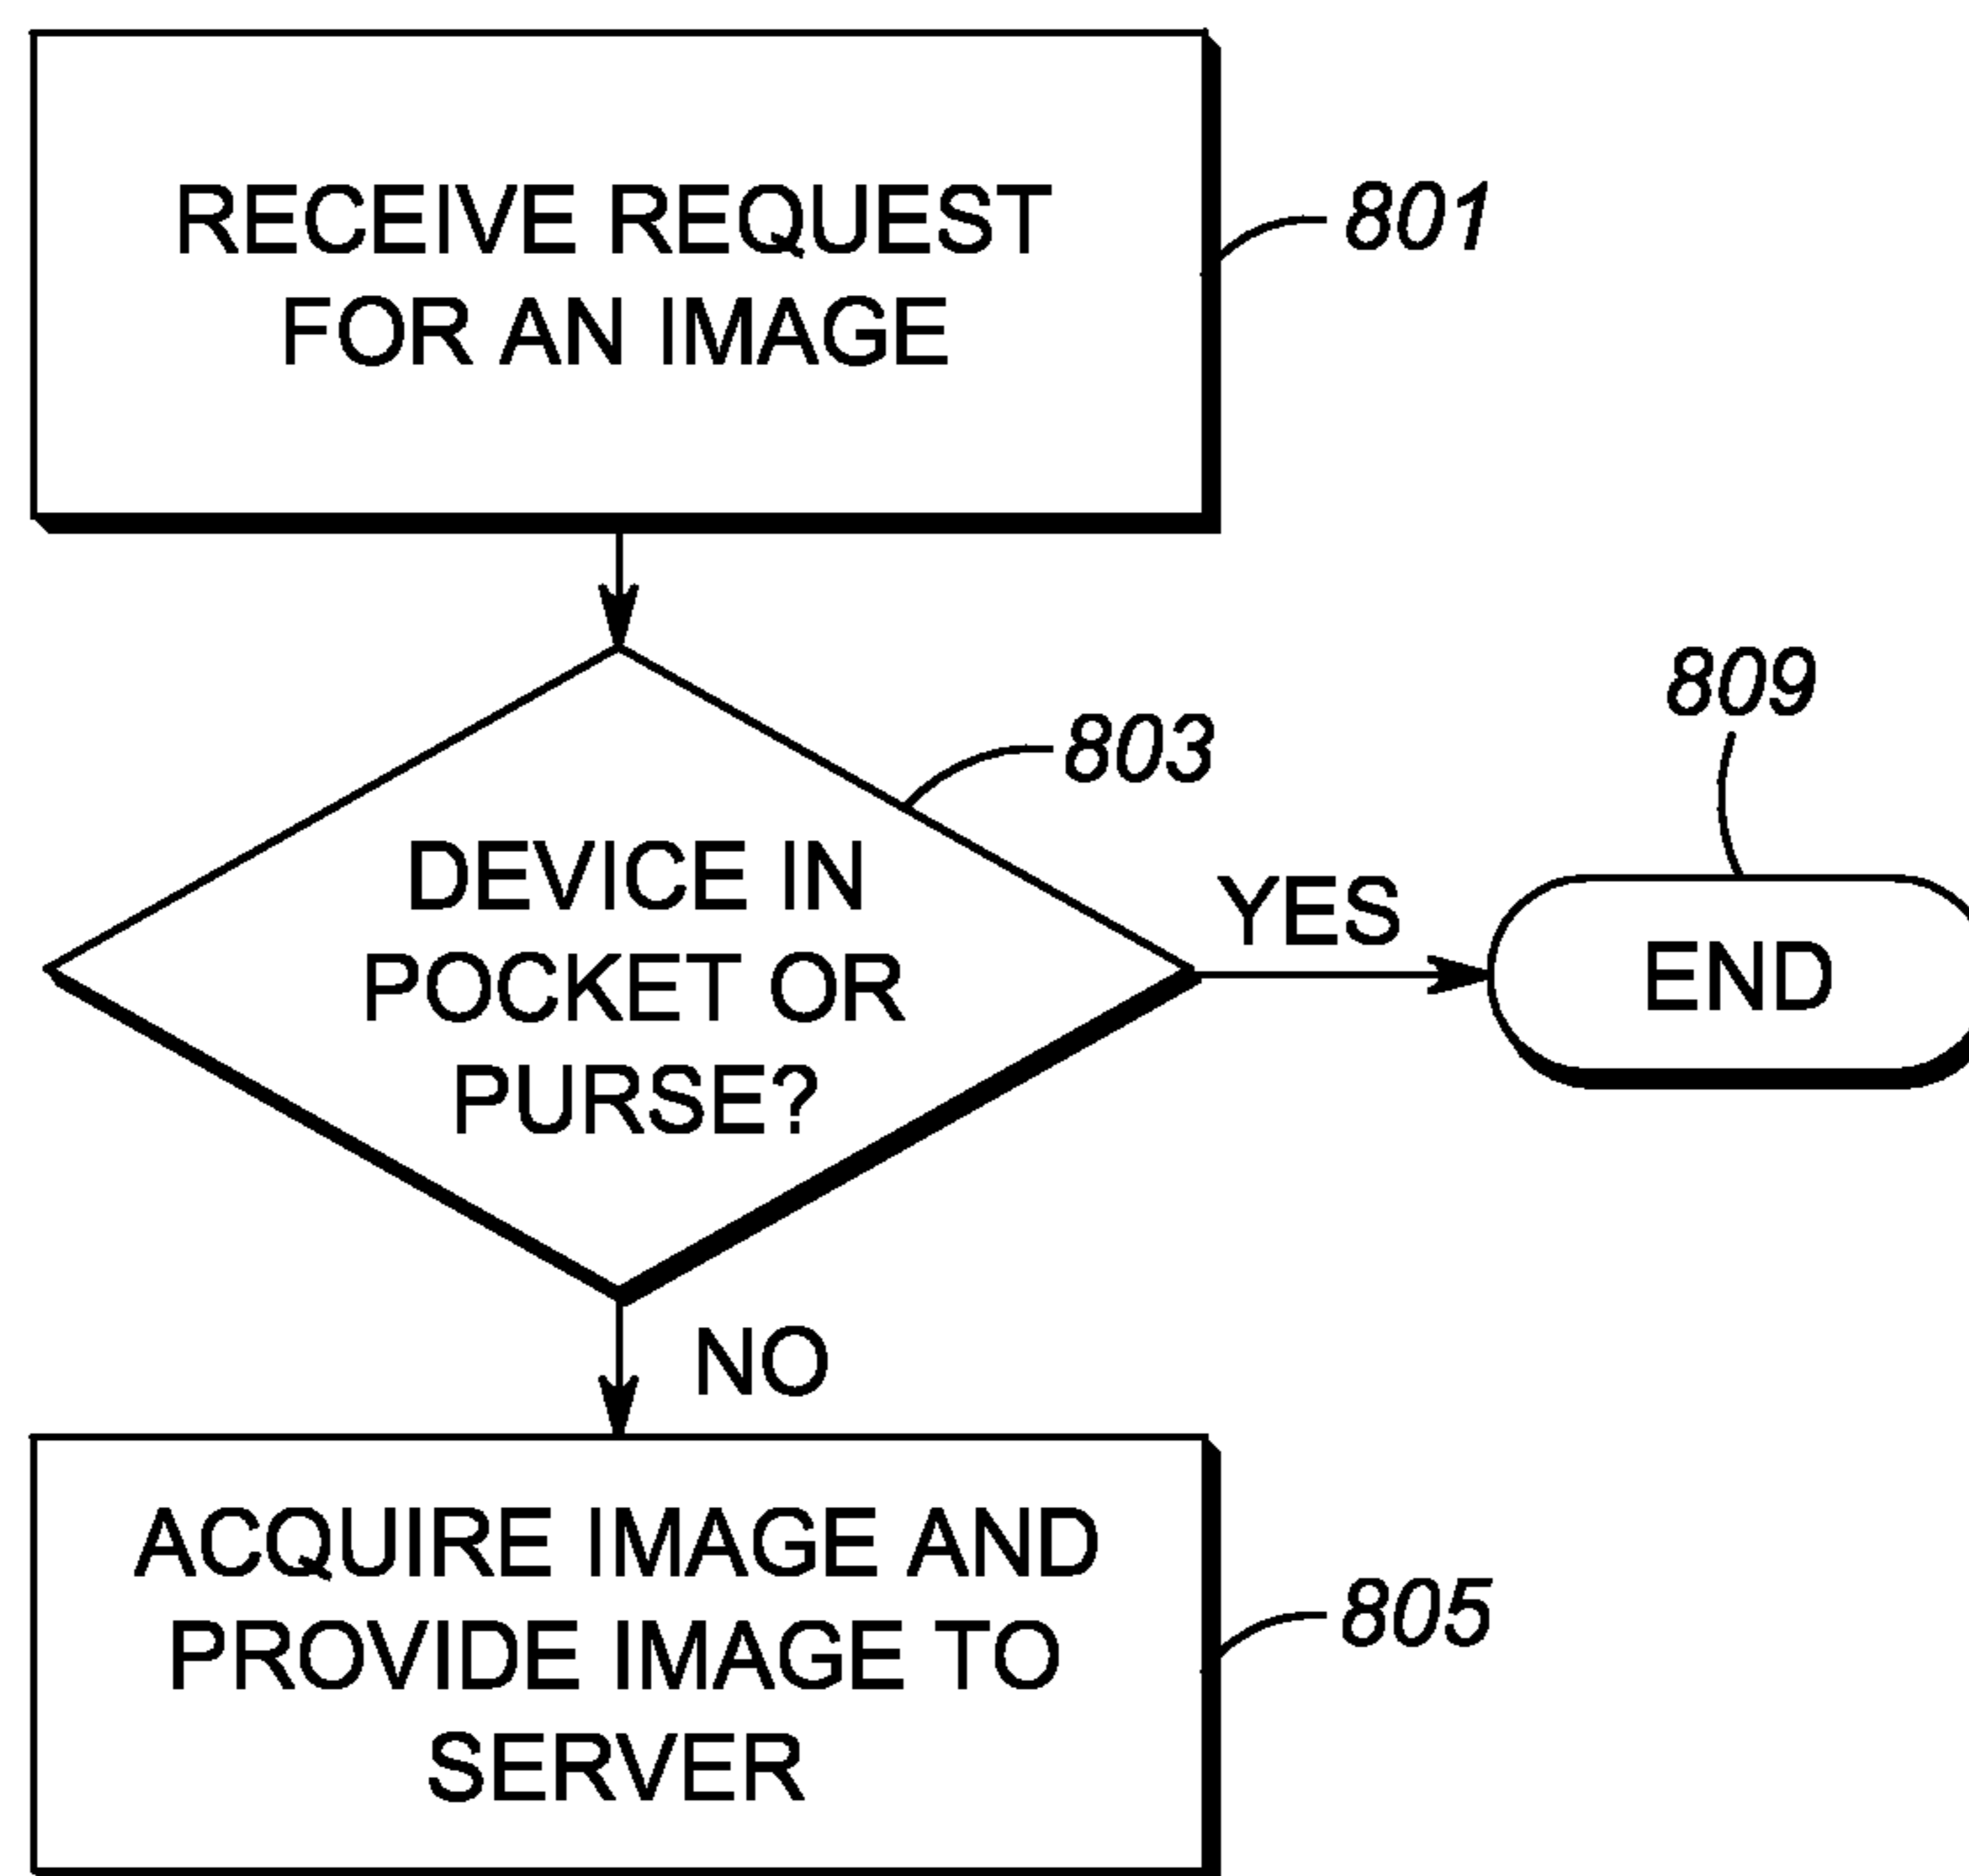 RECEIVE REQUEST
FOR AN IMAGE
801
803
DEVICE IN
POCKET OR
PURSE?
YES
809
END
NO
ACQUIRE IMAGE AND
PROVIDE IMAGE TO
SERVER
805